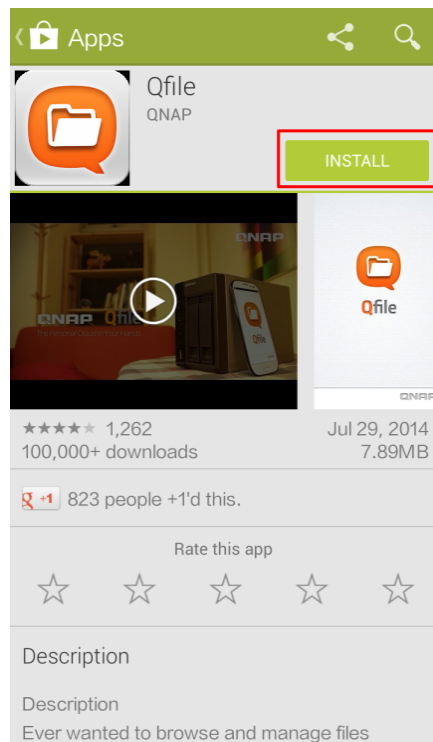 Apps
Qfile
QNAP
INSTALL
QNAP
QNAP Qfile
Qfile
Qfile
QNAP
1,262
Jul 29, 2014
100,000+ downloads
7.89MB
g +1 823 people +1'd this.
Rate this app
Description
Description
Ever wanted to browse and manage files